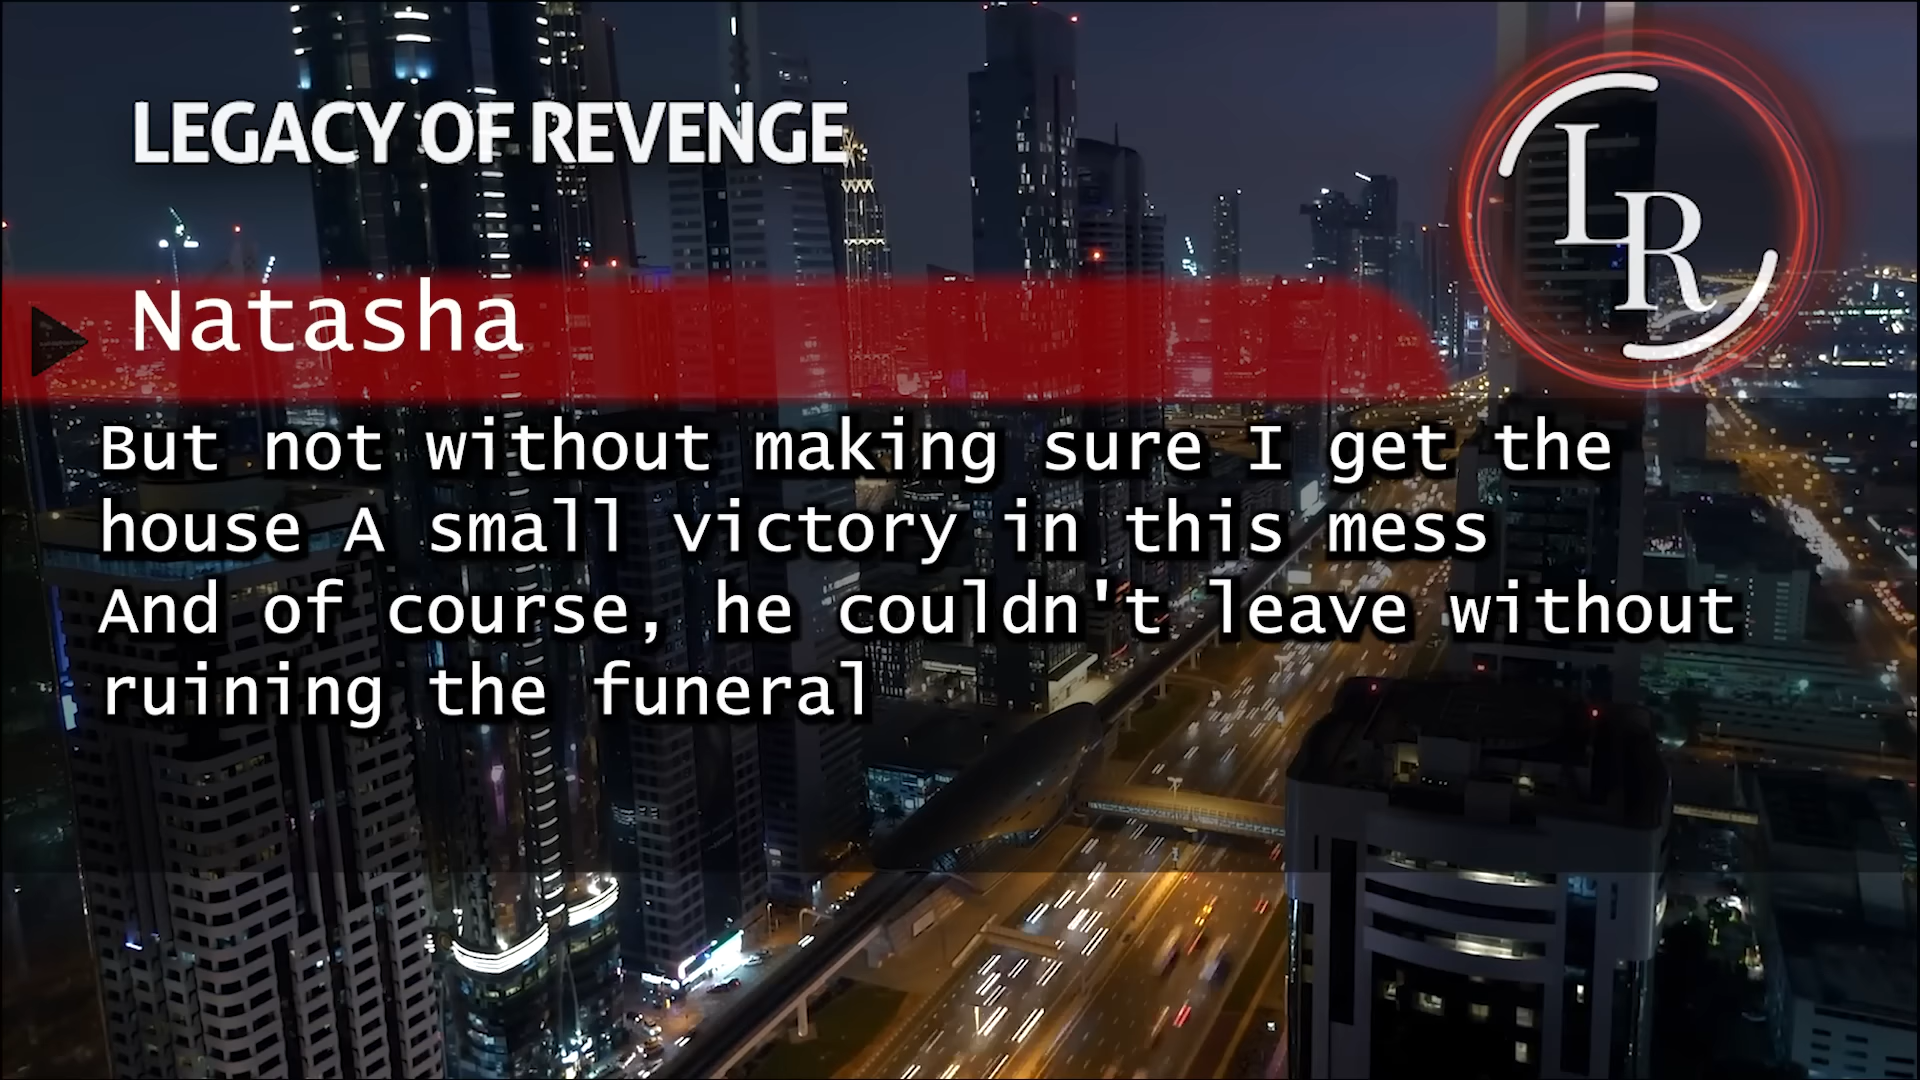 LEGACY OF REVENGE
LR
Natasha
But not without making sure I get the
house A small victory in this mess
And of course, he couldn't leave without
ruining the funeral